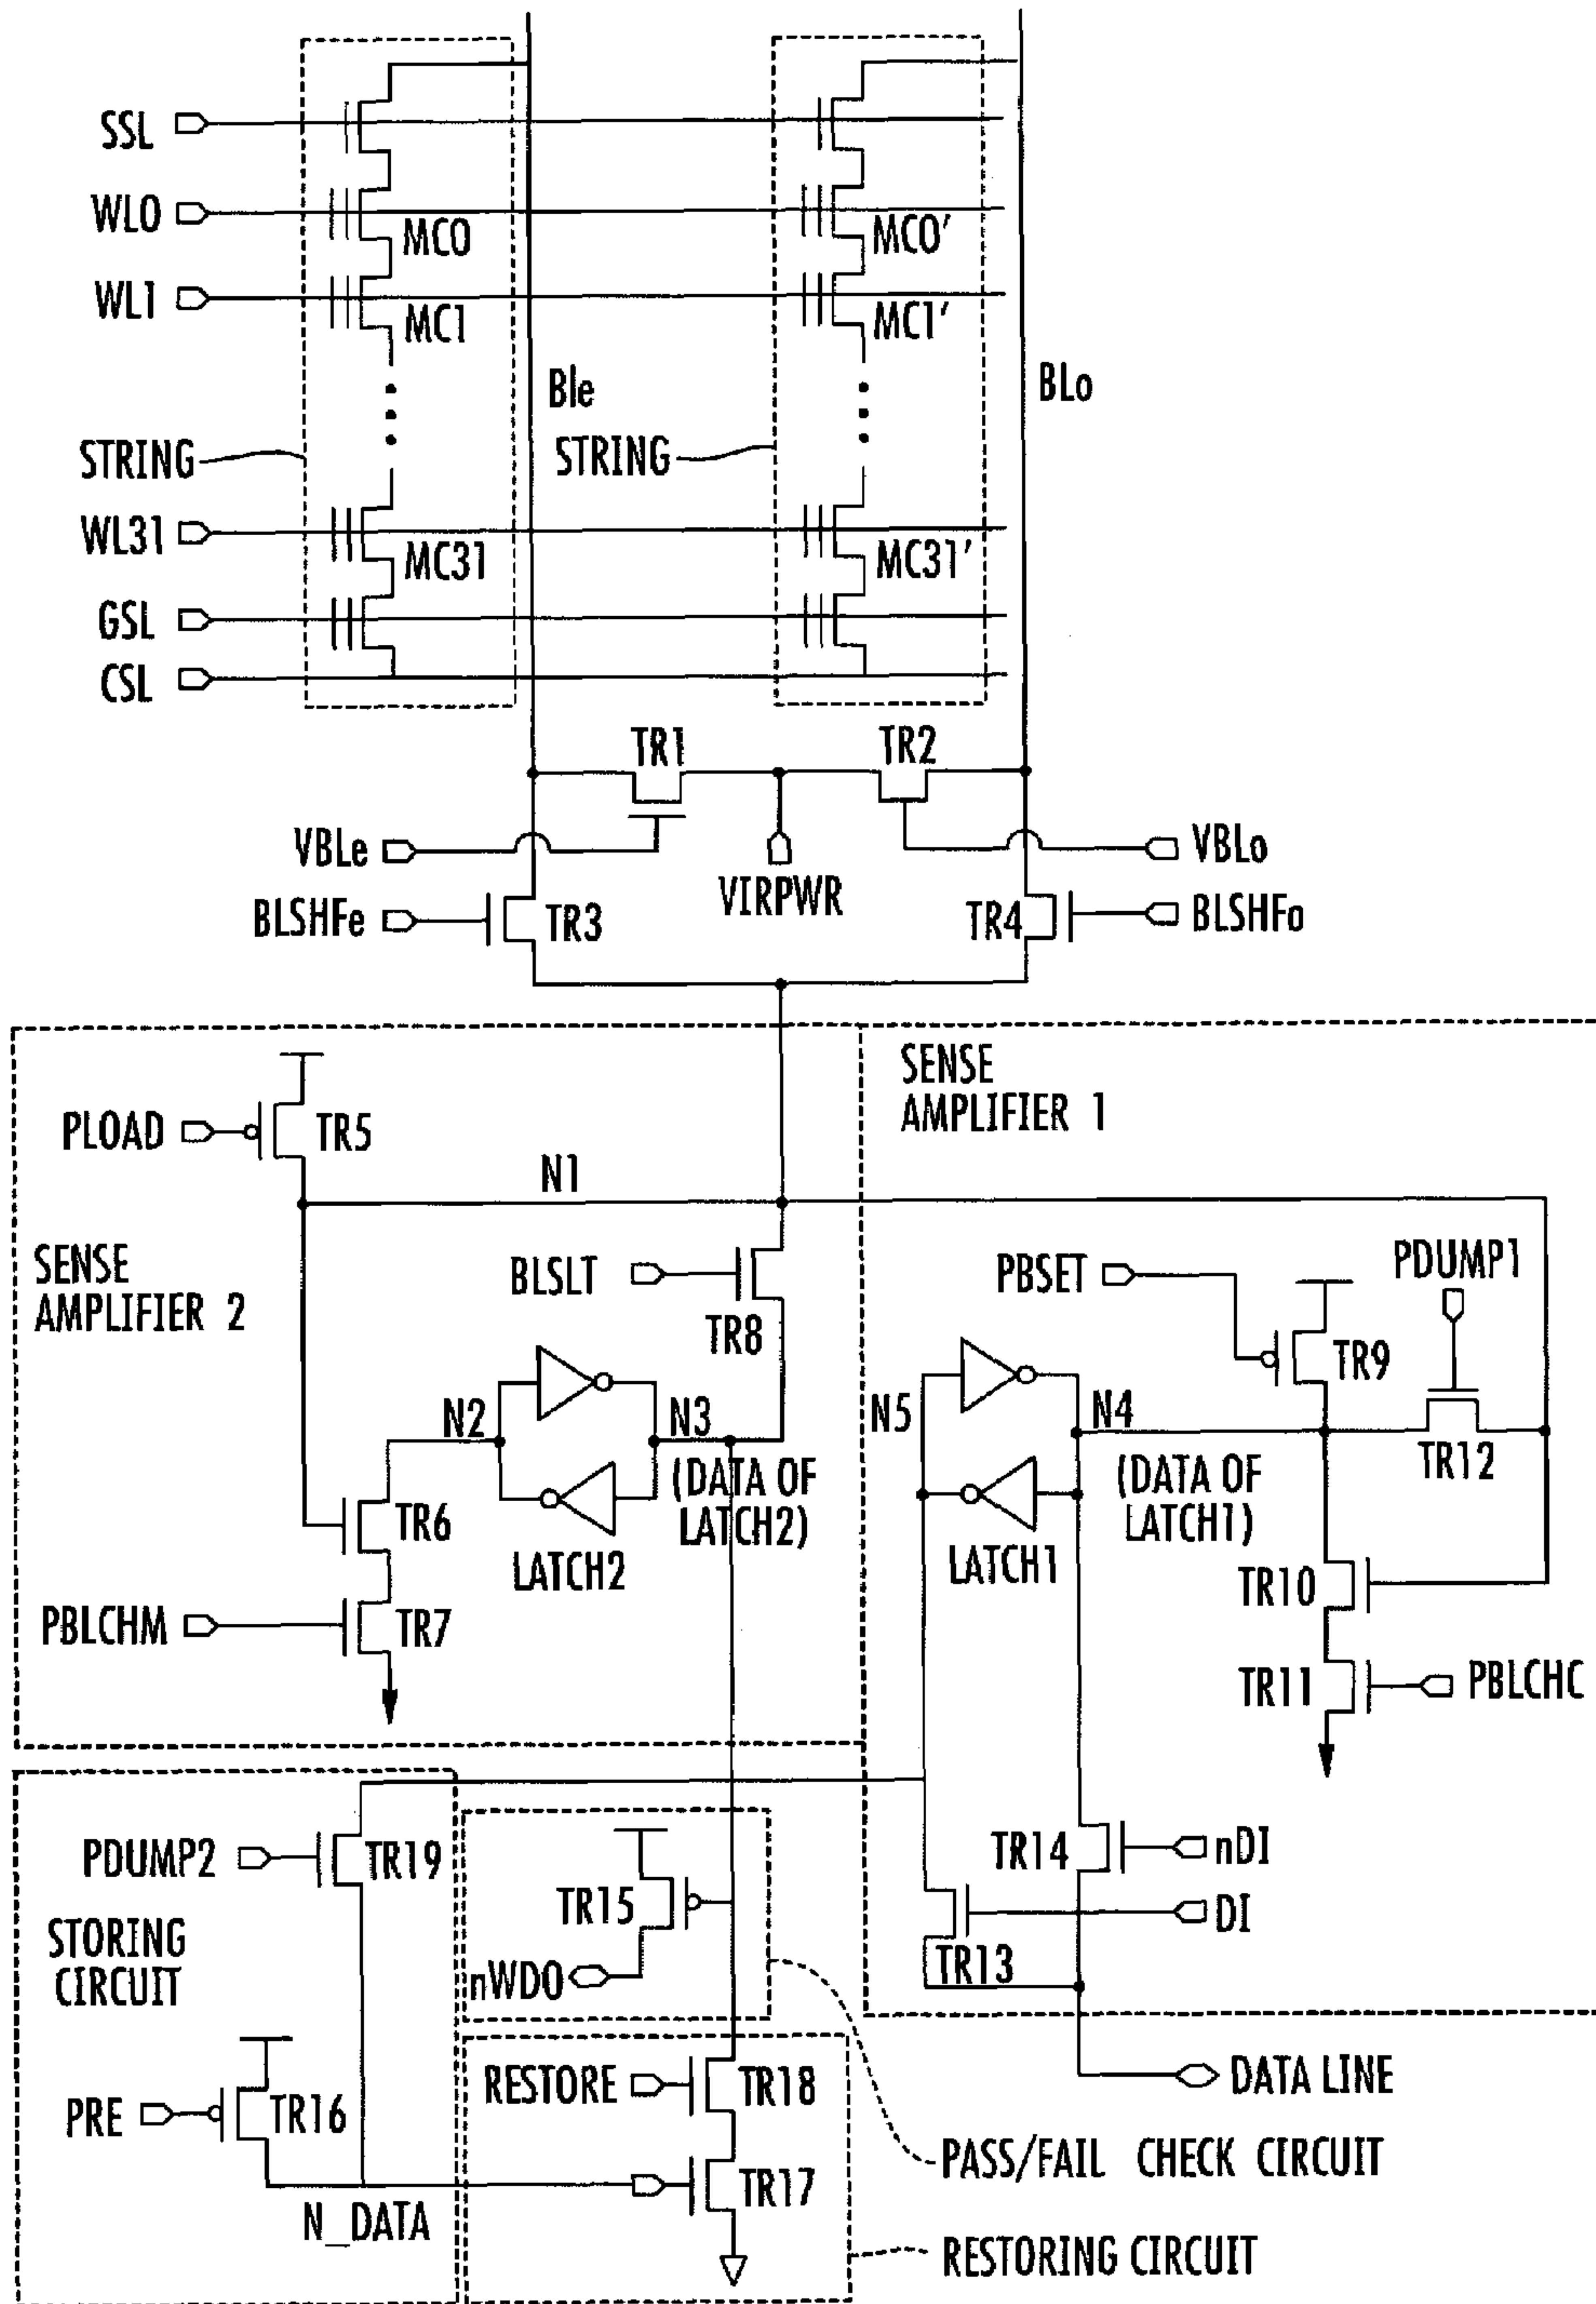 SSL
WL0
MC0
MC0'
WL1
MC1
MC1'
Ble
BLo
STRING
STRING
WL31
MC31
MC31'
GSL
CSL
TR1
TR2
VBLe
VIRPWR
VBLo
BLSHFe
TR3
TR4
BLSHFo
SENSE
AMPLIFIER 1
PLOAD
TR5
N1
SENSE
AMPLIFIER 2
BLSLT
TR8
PBSET
PDUMP1
TR9
N2
N3
(DATA OF
LATCH2)
N5
N4
(DATA OF
LATCH1)
TR12
TR6
LATCH2
LATCH1
TR10
PBLCHM
TR7
TR11
PBLCHC
PDUMP2
TR19
TR15
TR14
nDI
DI
STORING
CIRCUIT
nWDO
TR13
PRE
TR16
RESTORE
TR18
DATA LINE
TR17
PASS/FAIL CHECK CIRCUIT
N_DATA
RESTORING CIRCUIT